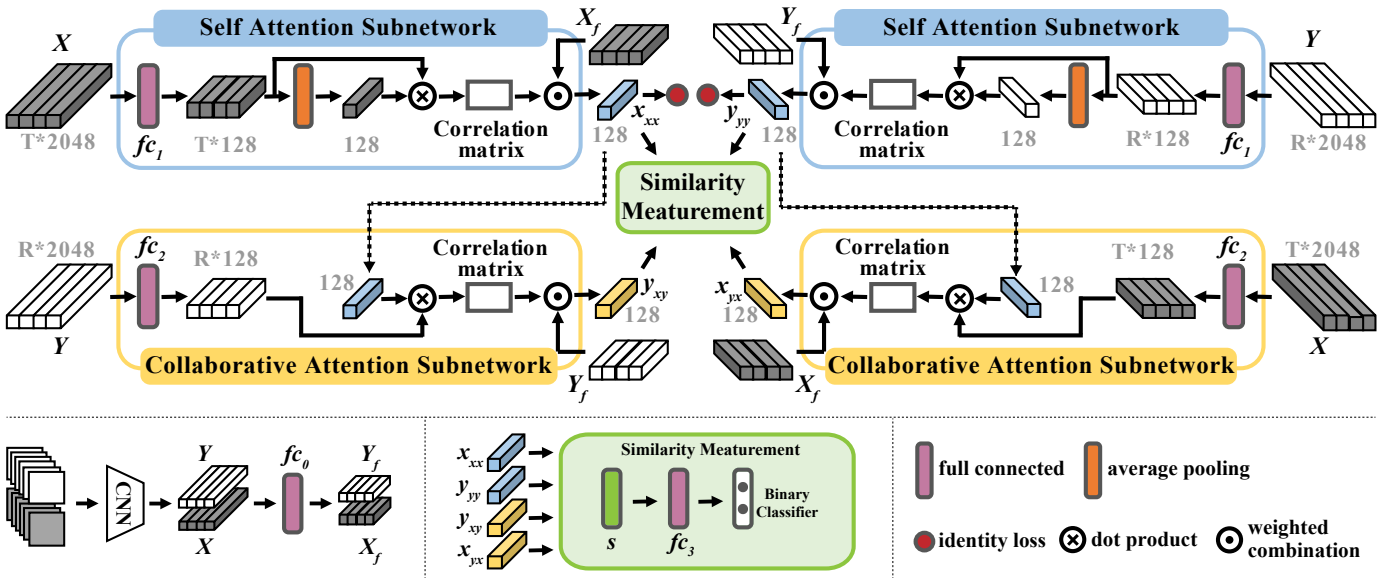 X
Self Attention Subnetwork
X_f
Y_f
Self Attention Subnetwork
Y
T*2048
fc_1
T*128
128
Correlation
matrix
128
x_xx
y_yy
128
Correlation
matrix
128
R*128
fc_1
R*2048
Similarity
Meaturement
R*2048
fc_2
R*128
128
Correlation
matrix
y_xy
128
x_yx
128
Correlation
matrix
128
T*128
fc_2
T*2048
Y
Collaborative Attention Subnetwork
Y_f
X_f
Collaborative Attention Subnetwork
X
CNN
Y
X
fc_0
Y_f
X_f
x_xx
y_yy
y_xy
x_yx
Similarity Meaturement
s
fc_3
Binary
Classifier
full connected
average pooling
identity loss
dot product
weighted
combination